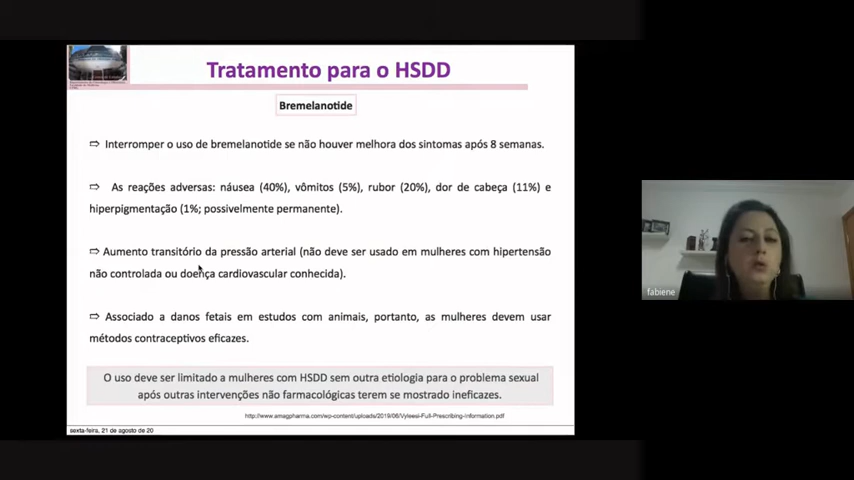 Tratamento para o HSDD
Bremelanotide
⇨ Interromper o uso de bremelanotide se não houver melhora dos sintomas após 8 semanas.
⇨ As reações adversas: náusea (40%), vômitos (5%), rubor (20%), dor de cabeça (11%) e
hiperpigmentação (1%; possivelmente permanente).
⇨ Aumento transitório da pressão arterial (não deve ser usado em mulheres com hipertensão
não controlada ou doença cardiovascular conhecida).
⇨ Associado a danos fetais em estudos com animais, portanto, as mulheres devem usar
métodos contraceptivos eficazes.
O uso deve ser limitado a mulheres com HSDD sem outra etiologia para o problema sexual
após outras intervenções não farmacológicas terem se mostrado ineficazes.
http://www.amagpharma.com/wp-content/uploads/2019/06/Vyleesi-Full-Prescribing-Information.pdf
sexta-feira, 21 de agosto de 20
fabiene